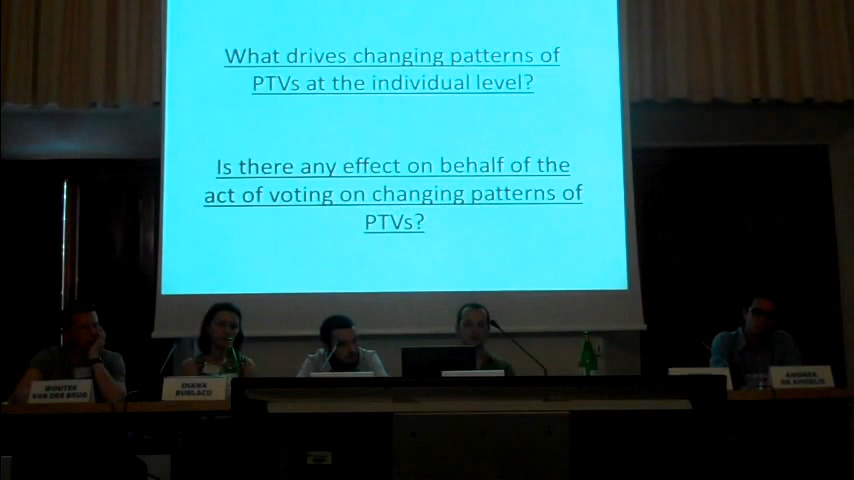 What drives changing patterns of
PTVs at the individual level?
Is there any effect on behalf of the
act of voting on changing patterns of
PTVs?
WOUTER
VAN DER BRUG
DIANA
BURLACU
ANDREA
DE ANGELIS